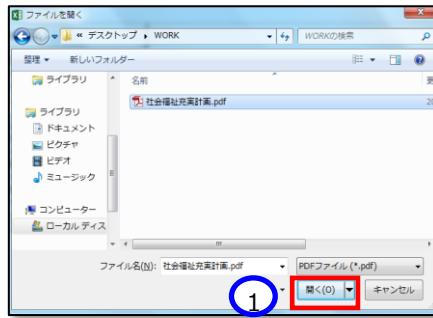 ファイルを開く
« デスクトップ ▸ WORK
WORKの検索
整理 ▼ 新しいフォルダー
ライブラリ
名前
社会福祉充実計画.pdf
ライブラリ
ドキュメント
ピクチャ
ビデオ
ミュージック
コンピューター
ローカル ディス
ファイル名(N): 社会福祉充実計画.pdf
PDFファイル (*.pdf)
1
開く(O)
キャンセル